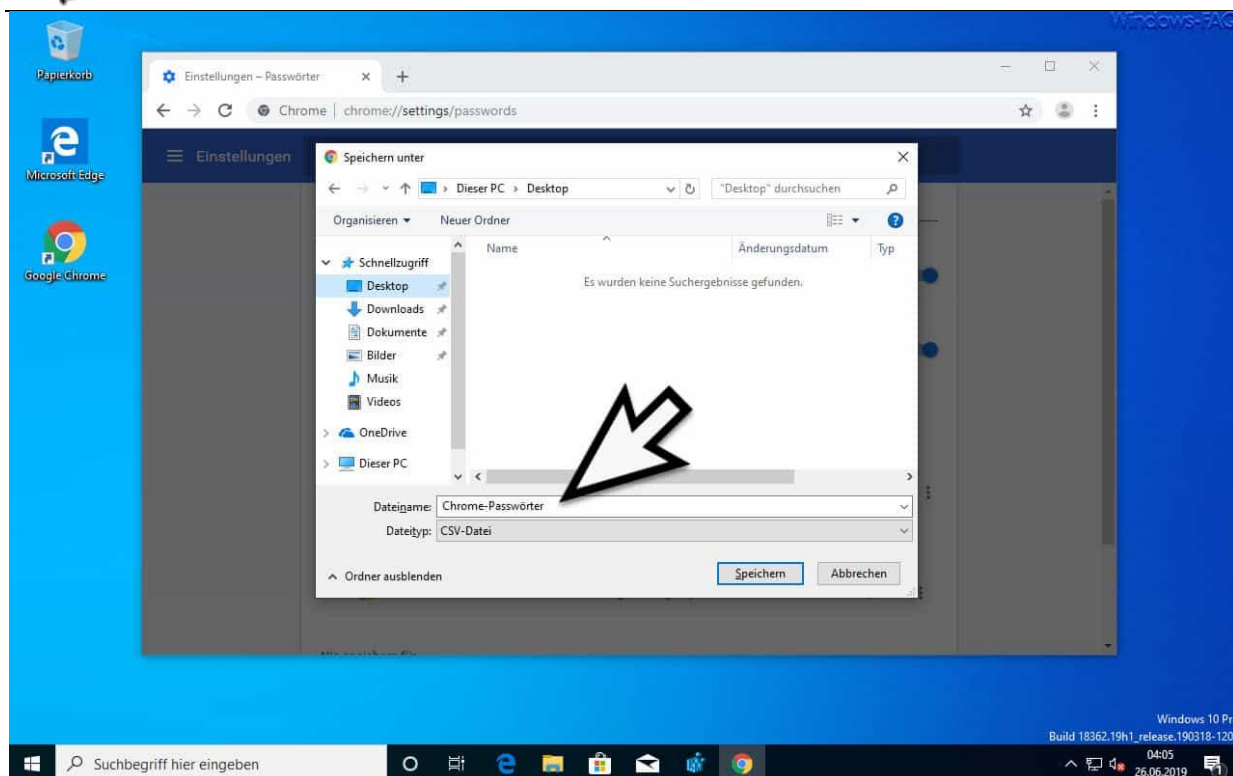 Windows-FAQ
Papierkorb
Microsoft Edge
Google Chrome
Einstellungen – Passwörter
Chrome | chrome://settings/passwords
Einstellungen
Speichern unter
Dieser PC › Desktop
"Desktop" durchsuchen
Organisieren
Neuer Ordner
Name
Änderungsdatum
Typ
Es wurden keine Suchergebnisse gefunden.
Schnellzugriff
Desktop
Downloads
Dokumente
Bilder
Musik
Videos
OneDrive
Dieser PC
Dateiname: Chrome-Passwörter
Dateityp: CSV-Datei
Ordner ausblenden
Speichern
Abbrechen
Windows 10 Pr
Build 18362.19h1_release.190318-120
Suchbegriff hier eingeben
04:05
26.06.2019